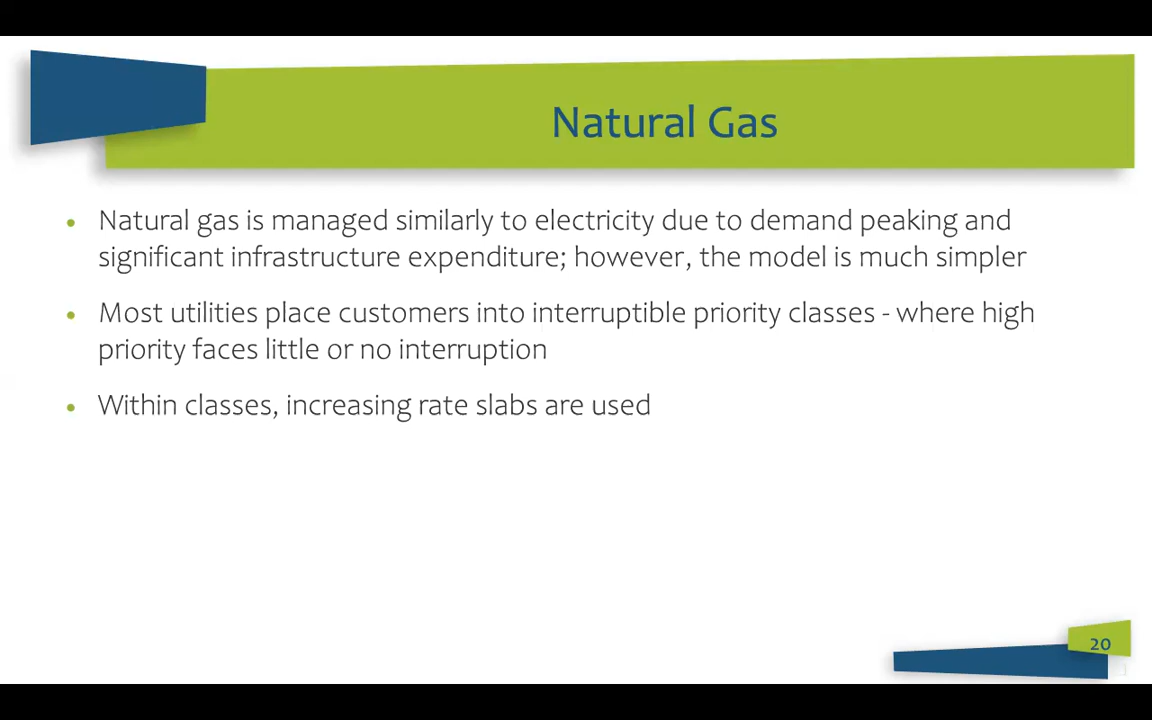 Natural Gas
• Natural gas is managed similarly to electricity due to demand peaking and
significant infrastructure expenditure; however, the model is much simpler
• Most utilities place customers into interruptible priority classes - where high
priority faces little or no interruption
• Within classes, increasing rate slabs are used
20